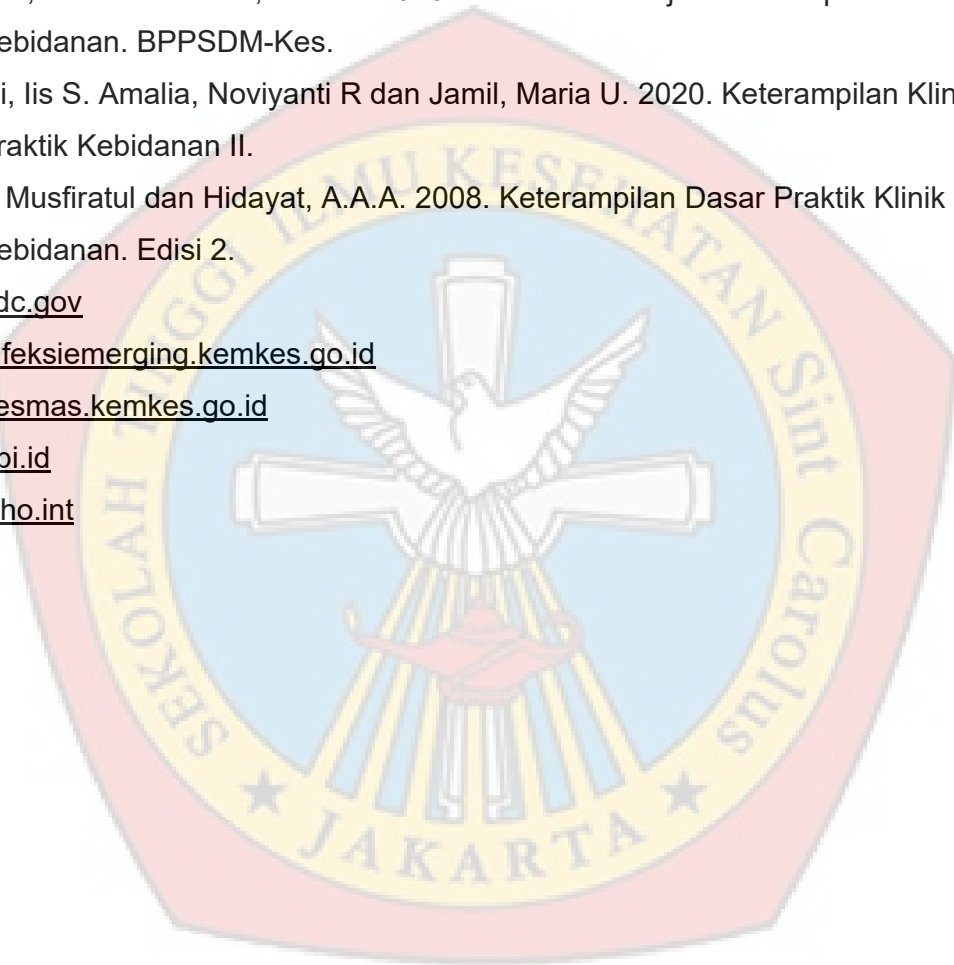 ebidanan. BPPSDM-Kes.
i, Iis S. Amalia, Noviyanti R dan Jamil, Maria U. 2020. Keterampilan Klin
raktik Kebidanan II.
Musfiratul dan Hidayat, A.A.A. 2008. Keterampilan Dasar Praktik Klinik
ebidanan. Edisi 2.
dc.gov
feksiemerging.kemkes.go.id
esmas.kemkes.go.id
pi.id
ho.int
SEKOLAH TINGGI ILMU KESEHATAN Sint Carolus
★ JAKARTA ★